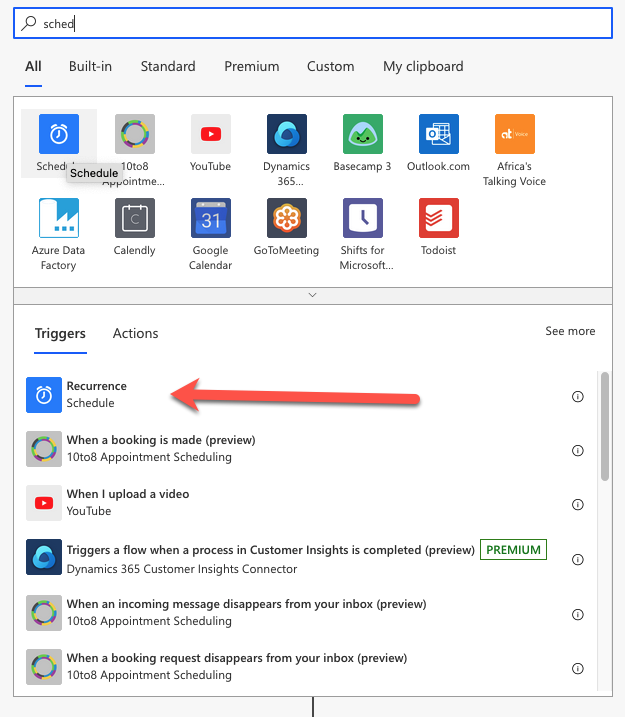 sched
All Built-in Standard Premium Custom My clipboard
Schedule
10to8
Appointme...
YouTube
Dynamics
365...
Basecamp 3
Outlook.com
Africa's
Talking Voice
Schedule
Azure Data
Factory
Calendly
31
Google
Calendar
GoToMeeting
Shifts for
Microsoft...
Todoist
Triggers Actions See more
Recurrence
Schedule
When a booking is made (preview)
10to8 Appointment Scheduling
When I upload a video
YouTube
Triggers a flow when a process in Customer Insights is completed (preview) PREMIUM
Dynamics 365 Customer Insights Connector
When an incoming message disappears from your inbox (preview)
10to8 Appointment Scheduling
When a booking request disappears from your inbox (preview)
10to8 Appointment Scheduling